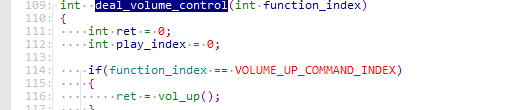 109: int deal_volume_control(int function_index)
110: {
111: int ret = 0;
112: int play_index = 0;
113:
114: if(function_index == VOLUME_UP_COMMAND_INDEX)
115: {
116: ret = vol_up();
117: }